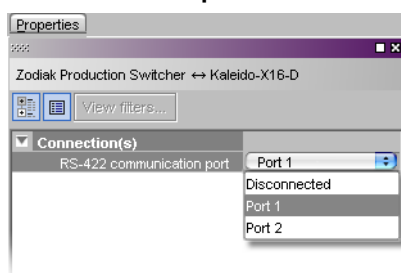 Properties
Zodiak Production Switcher ↔ Kaleido-X16-D
View filters...
Connection(s)
RS-422 communication port Port 1
Disconnected
Port 1
Port 2